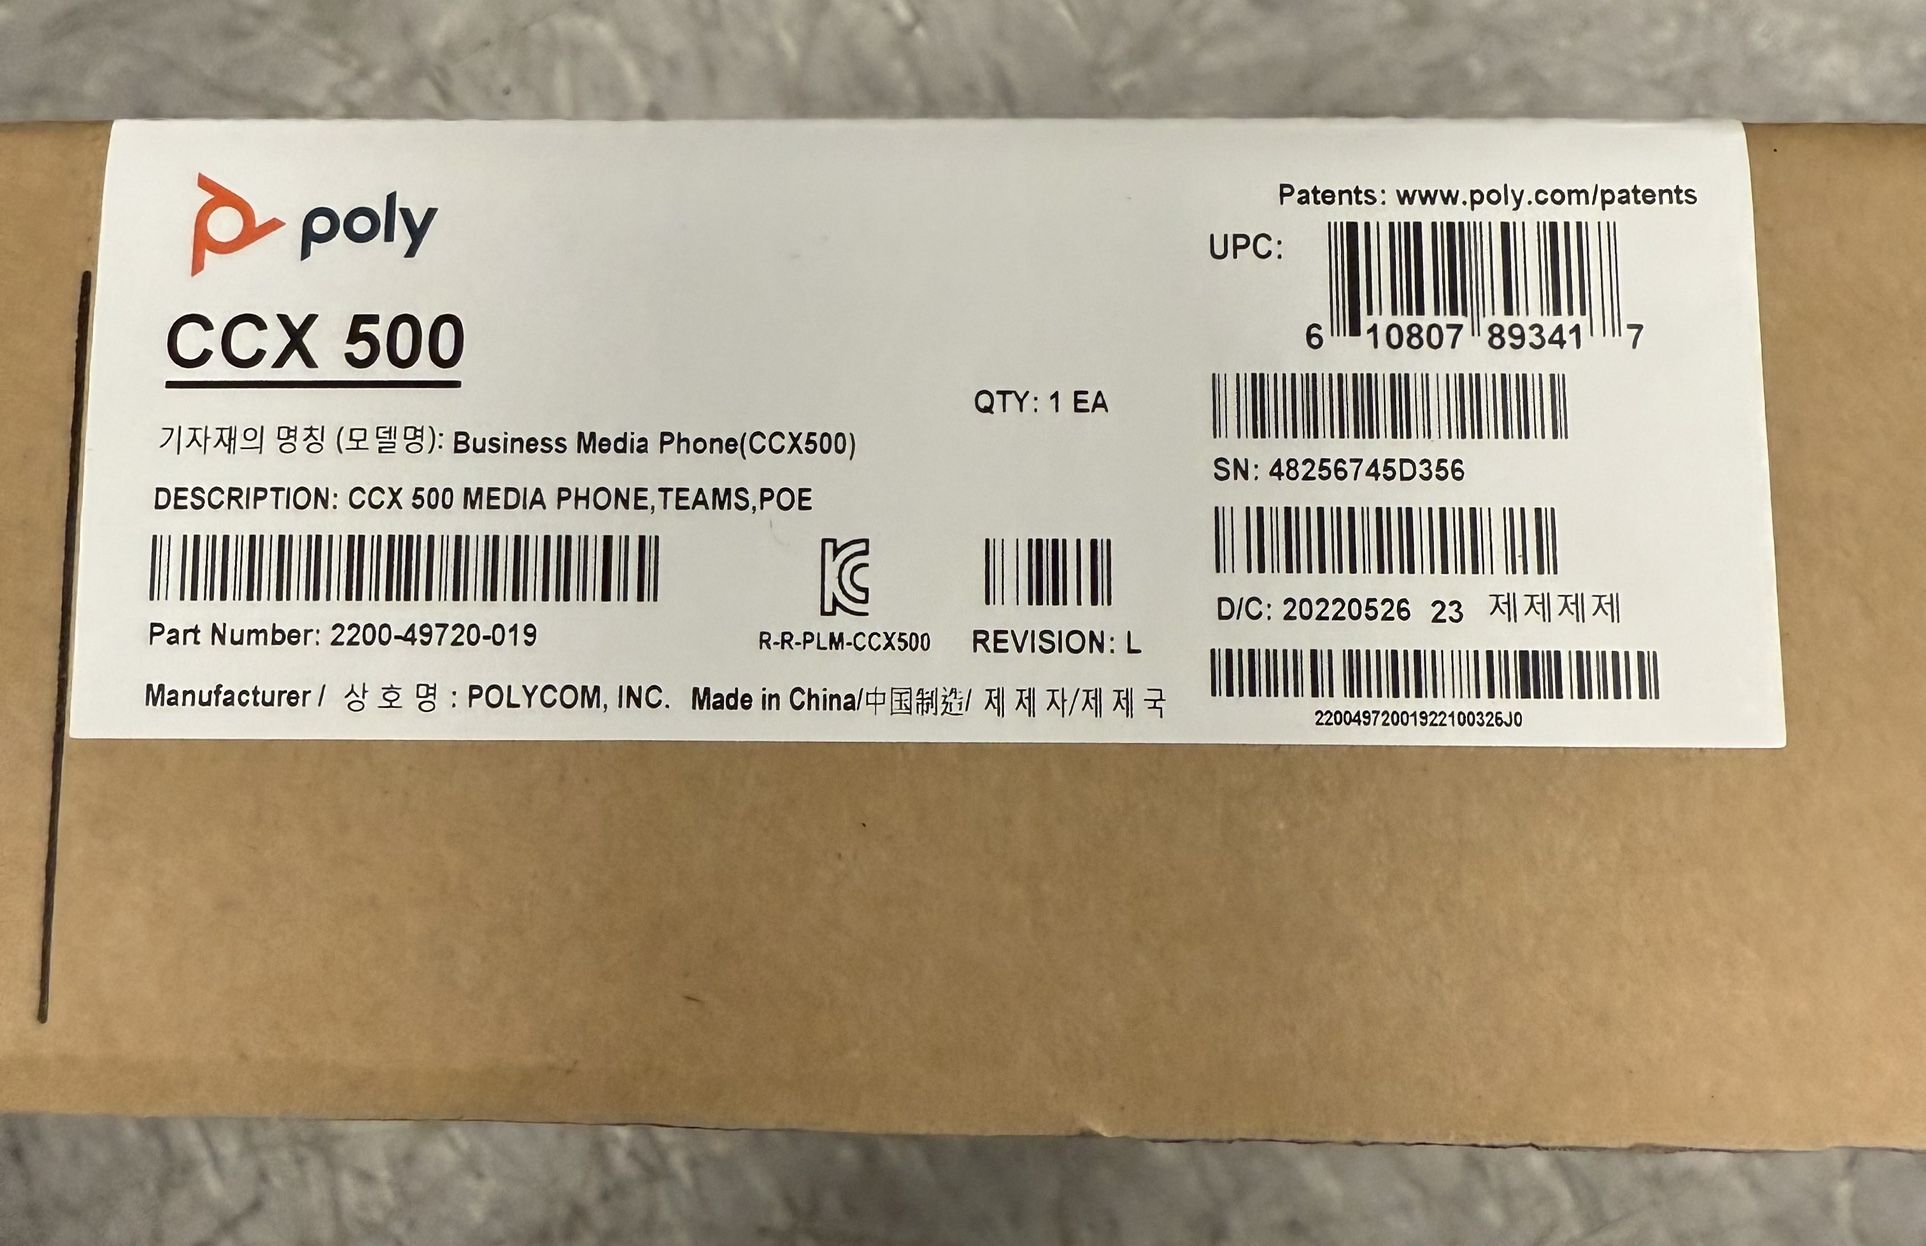 poly
CCX 500
기자재의 명칭 (모델명): Business Media Phone(CCX500)
QTY: 1 EA
DESCRIPTION: CCX 500 MEDIA PHONE,TEAMS,POE
Part Number: 2200-49720-019
R-R-PLM-CCX500
REVISION: L
Manufacturer / 상 호 명 : POLYCOM, INC. Made in China/中国制造/ 제 제 자/제 제 국
Patents: www.poly.com/patents
UPC:
6 10807 89341 7
SN: 48256745D356
D/C: 20220526 23 제제제제
22004972001922100326J0